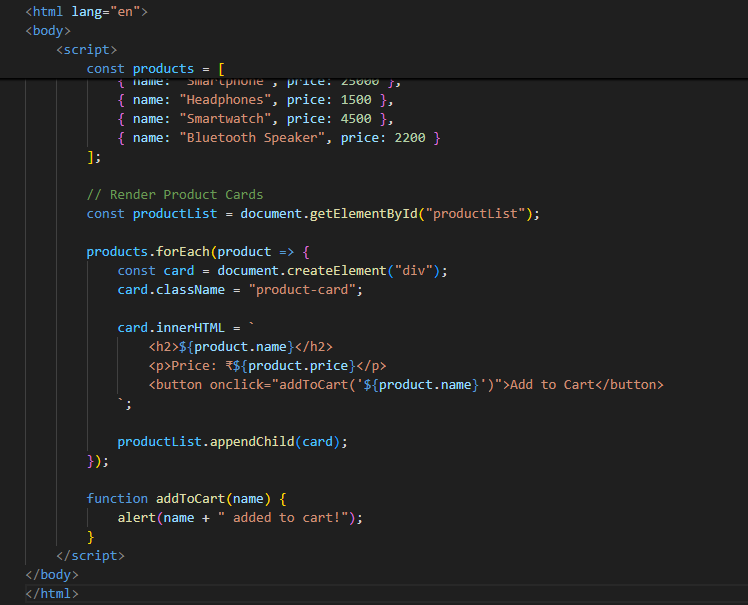 <html lang="en">
<body>
<script>
const products = [
{ name: "Smartphone", price: 25000 },
{ name: "Headphones", price: 1500 },
{ name: "Smartwatch", price: 4500 },
{ name: "Bluetooth Speaker", price: 2200 }
];
// Render Product Cards
const productList = document.getElementById("productList");
products.forEach(product => {
const card = document.createElement("div");
card.className = "product-card";
card.innerHTML = `
<h2>${product.name}</h2>
<p>Price: ₹${product.price}</p>
<button onclick="addToCart('${product.name}')">Add to Cart</button>
`;
productList.appendChild(card);
});
function addToCart(name) {
alert(name + " added to cart!");
}
</script>
</body>
</html>